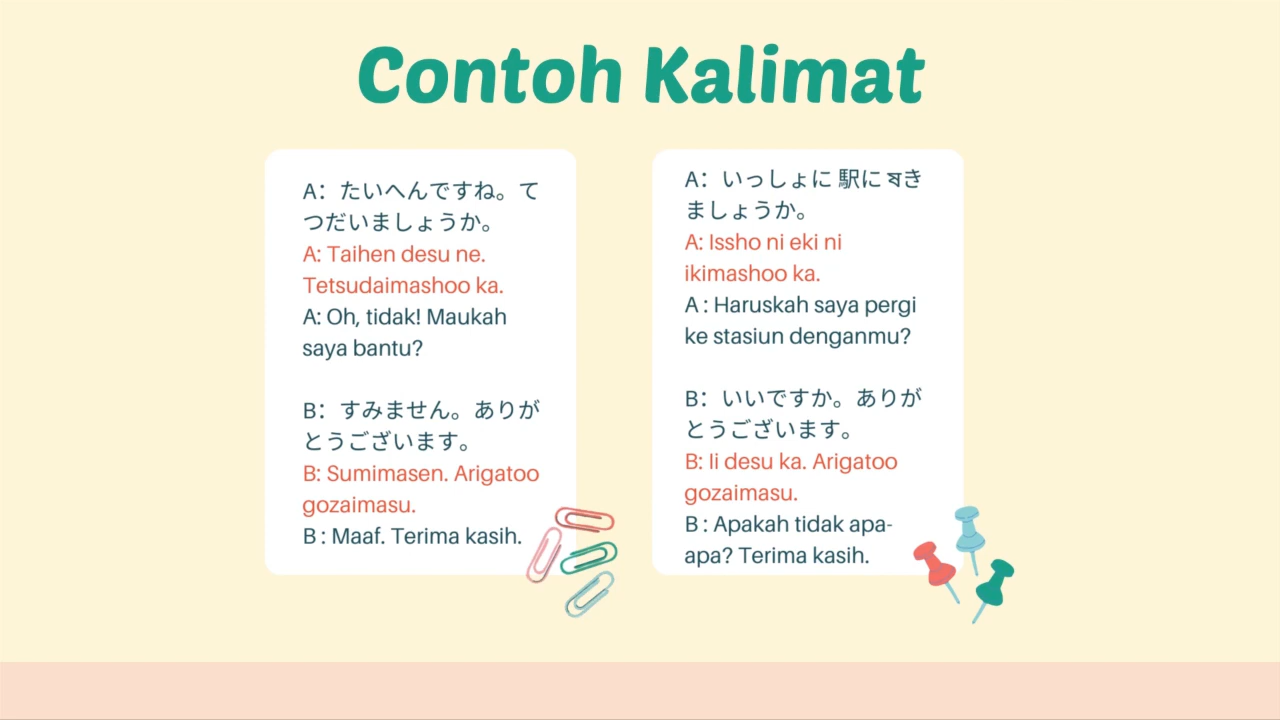 Contoh Kalimat
A：たいへんですね。て
つだいましょうか。
A: Taihen desu ne.
Tetsudaimashoo ka.
A: Oh, tidak! Maukah
saya bantu?
B：すみません。ありが
とうございます。
B: Sumimasen. Arigatoo
gozaimasu.
B : Maaf. Terima kasih.
A：いっしょに 駅に যき
ましょうか。
A: Issho ni eki ni
ikimashoo ka.
A : Haruskah saya pergi
ke stasiun denganmu?
B：いいですか。ありが
とうございます。
B: Ii desu ka. Arigatoo
gozaimasu.
B : Apakah tidak apa-
apa? Terima kasih.